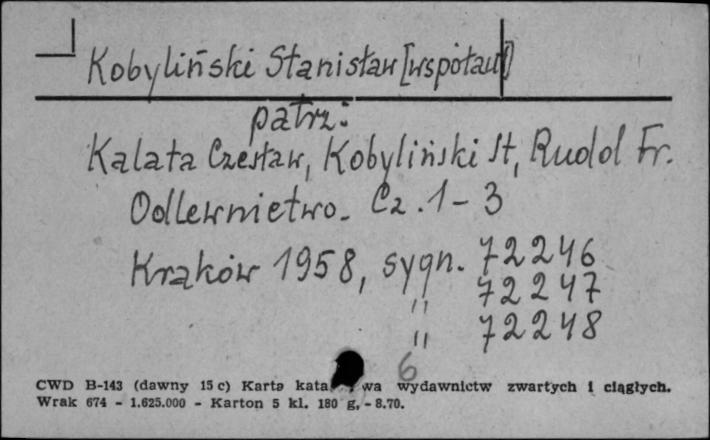 Kobyliński Stanisław [współaut]
patrz:
Kalata Czesław, Kobyliński St, Rudol Fr.
Odlewnictwo. Cz. 1-3
Kraków 1958, sygn. 72246
" 72247
" 72248
6
CWD B-143 (dawny 15 c) Karta wa wydawnictw zwartych i ciągłych.
Wrak 674 - 1.625.000 - Karton 5 kl. 180 g. - 8.70.